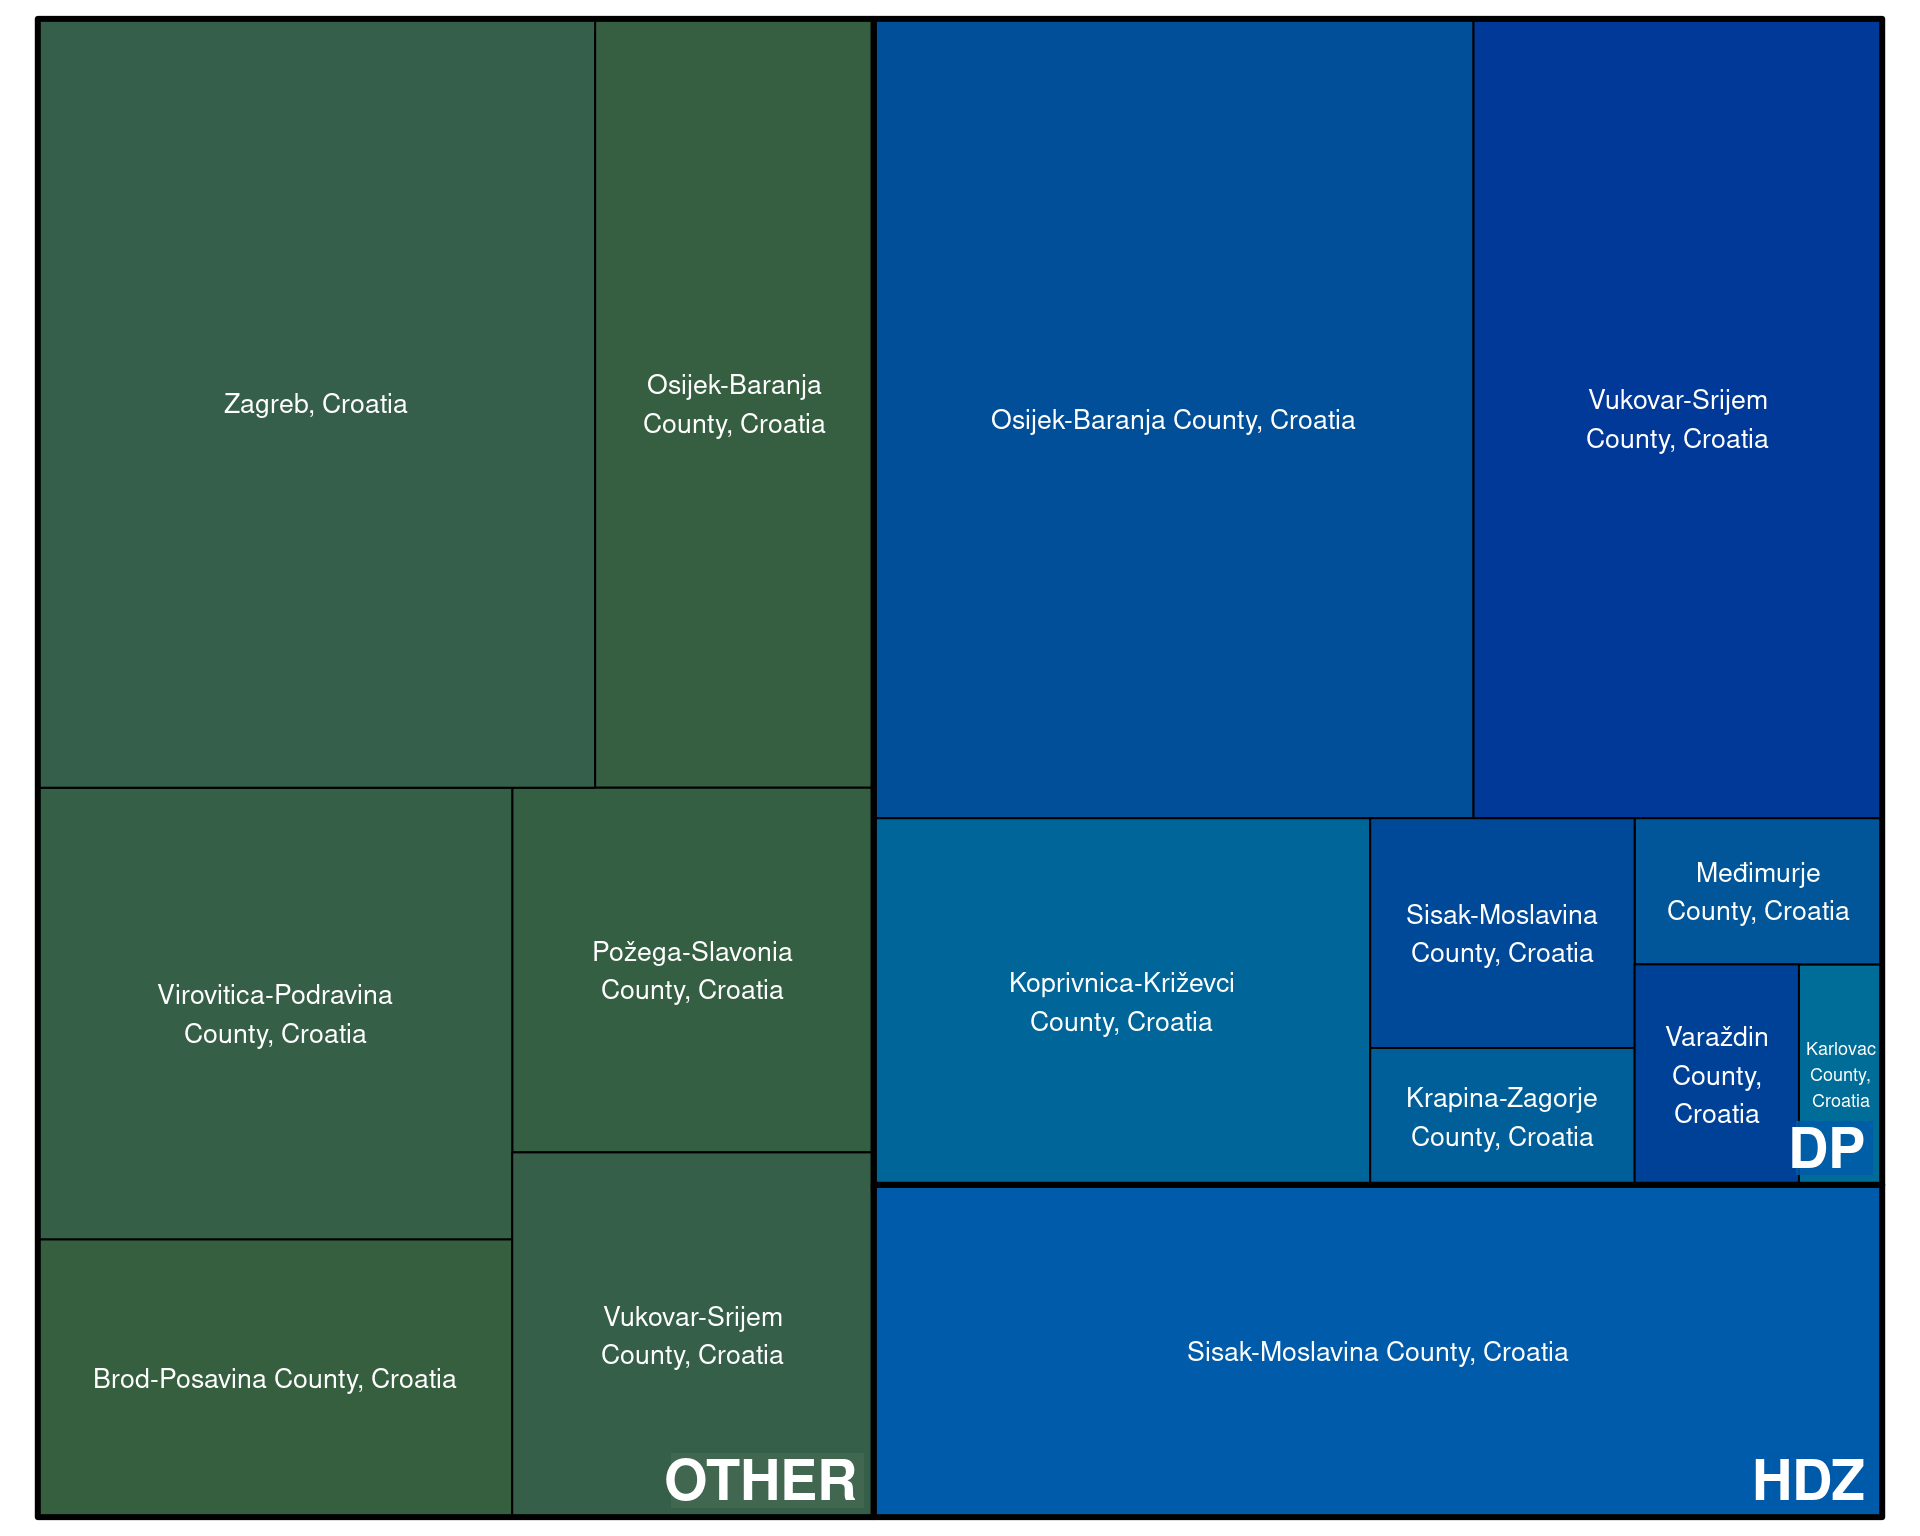 Zagreb, Croatia
Osijek-Baranja
County, Croatia
Virovitica-Podravina
County, Croatia
Požega-Slavonia
County, Croatia
Brod-Posavina County, Croatia
Vukovar-Srijem
County, Croatia
OTHER
Osijek-Baranja County, Croatia
Vukovar-Srijem
County, Croatia
Koprivnica-Križevci
County, Croatia
Sisak-Moslavina
County, Croatia
Krapina-Zagorje
County, Croatia
Međimurje
County, Croatia
Varaždin
County,
Croatia
Karlovac
County,
Croatia
DP
Sisak-Moslavina County, Croatia
HDZ